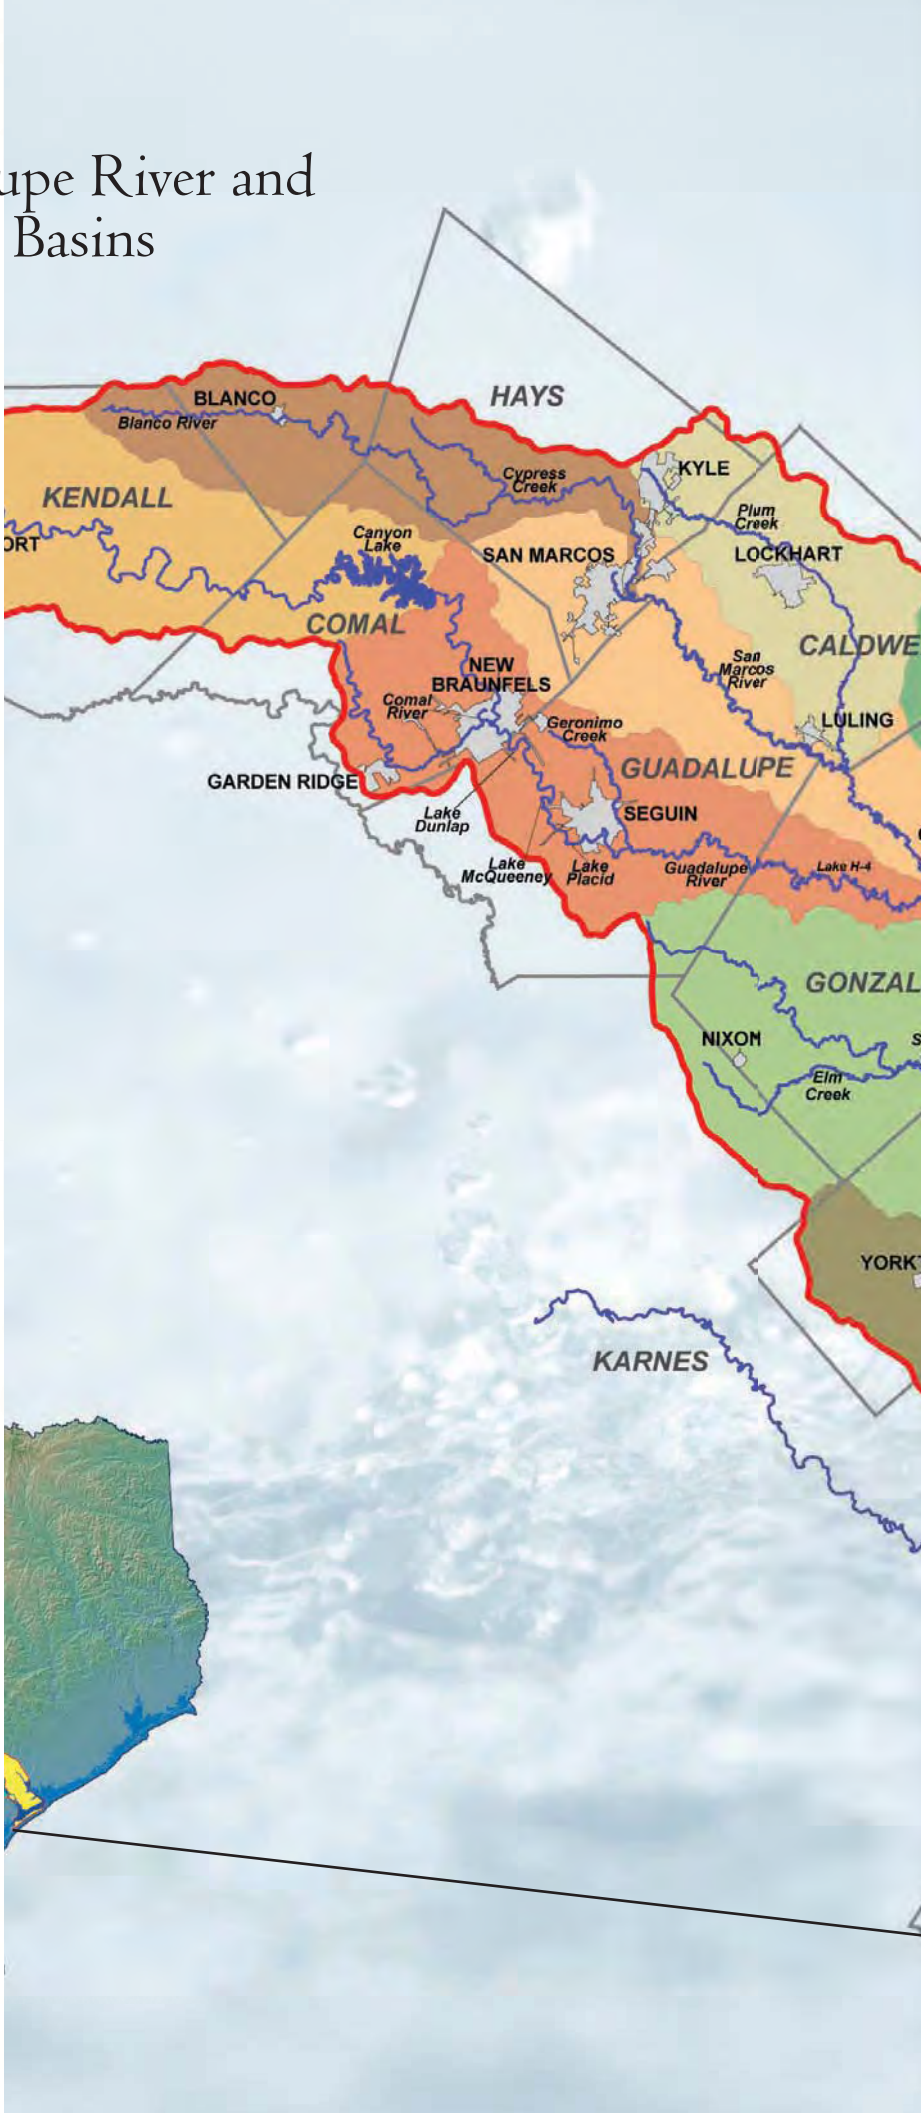 upe River and
Basins
HAYS
BLANCO
Blanco River
KYLE
Cypress
Creek
KENDALL
Plum
Creek
Canyon
Lake
ORT
SAN MARCOS
LOCKHART
COMAL
CALDWE
San
Marcos
River
NEW
BRAUNFELS
Comal
River
Geronimo
Creek
LULING
GUADALUPE
GARDEN RIDGE
Lake
Dunlap
SEGUIN
Lake
McQueeney
Lake
Placid
Guadalupe
River
Lake H-4
GONZAL
NIXON
S
Elm
Creek
YORKT
KARNES